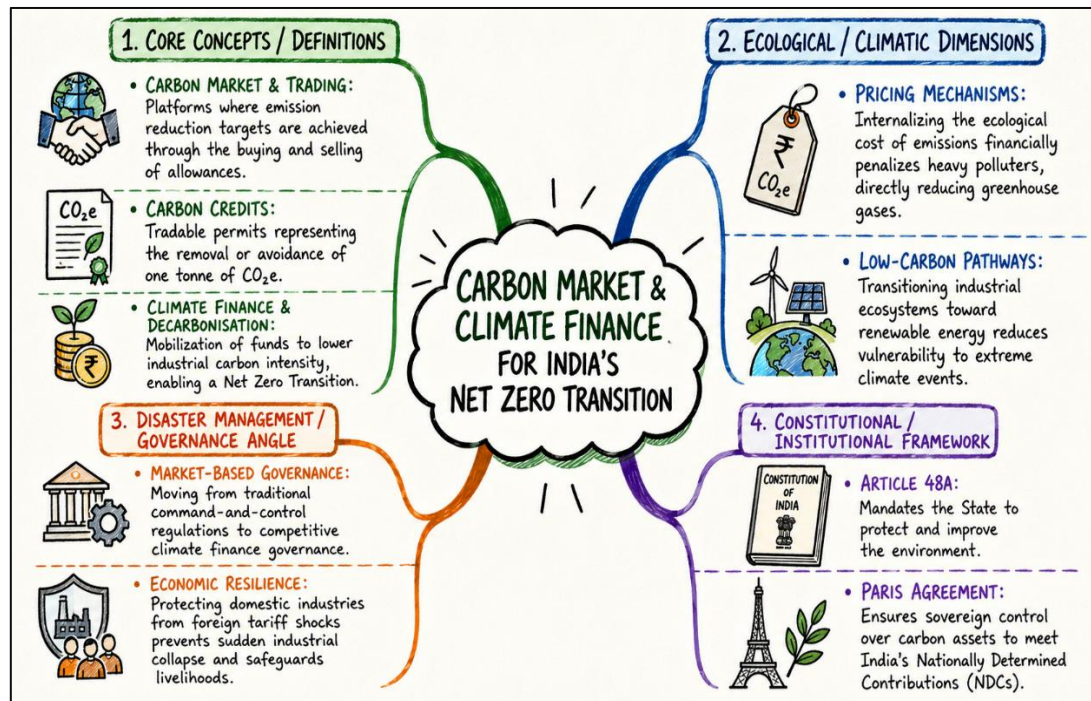 1. CORE CONCEPTS / DEFINITIONS
• CARBON MARKET & TRADING:
Platforms where emission
reduction targets are achieved
through the buying and selling
of allowances.
CO₂e
• CARBON CREDITS:
Tradable permits representing
the removal or avoidance of
one tonne of CO₂e.
• CLIMATE FINANCE &
DECARBONISATION:
Mobilization of funds to lower
industrial carbon intensity,
enabling a Net Zero Transition.
₹
2. ECOLOGICAL / CLIMATIC DIMENSIONS
₹
CO₂e
• PRICING MECHANISMS:
Internalizing the ecological
cost of emissions financially
penalizes heavy polluters,
directly reducing greenhouse
gases.
• LOW-CARBON PATHWAYS:
Transitioning industrial
ecosystems toward
renewable energy reduces
vulnerability to extreme
climate events.
CARBON MARKET &
CLIMATE FINANCE
FOR INDIA'S
NET ZERO TRANSITION
3. DISASTER MANAGEMENT /
GOVERNANCE ANGLE
• MARKET-BASED GOVERNANCE:
Moving from traditional
command-and-control
regulations to competitive
climate finance governance.
• ECONOMIC RESILIENCE:
Protecting domestic industries
from foreign tariff shocks
prevents sudden industrial
collapse and safeguards
livelihoods.
4. CONSTITUTIONAL /
INSTITUTIONAL FRAMEWORK
CONSTITUTION
OF
INDIA
• ARTICLE 48A:
Mandates the State to
protect and improve
the environment.
• PARIS AGREEMENT:
Ensures sovereign control
over carbon assets to meet
India's Nationally Determined
Contributions (NDCs).